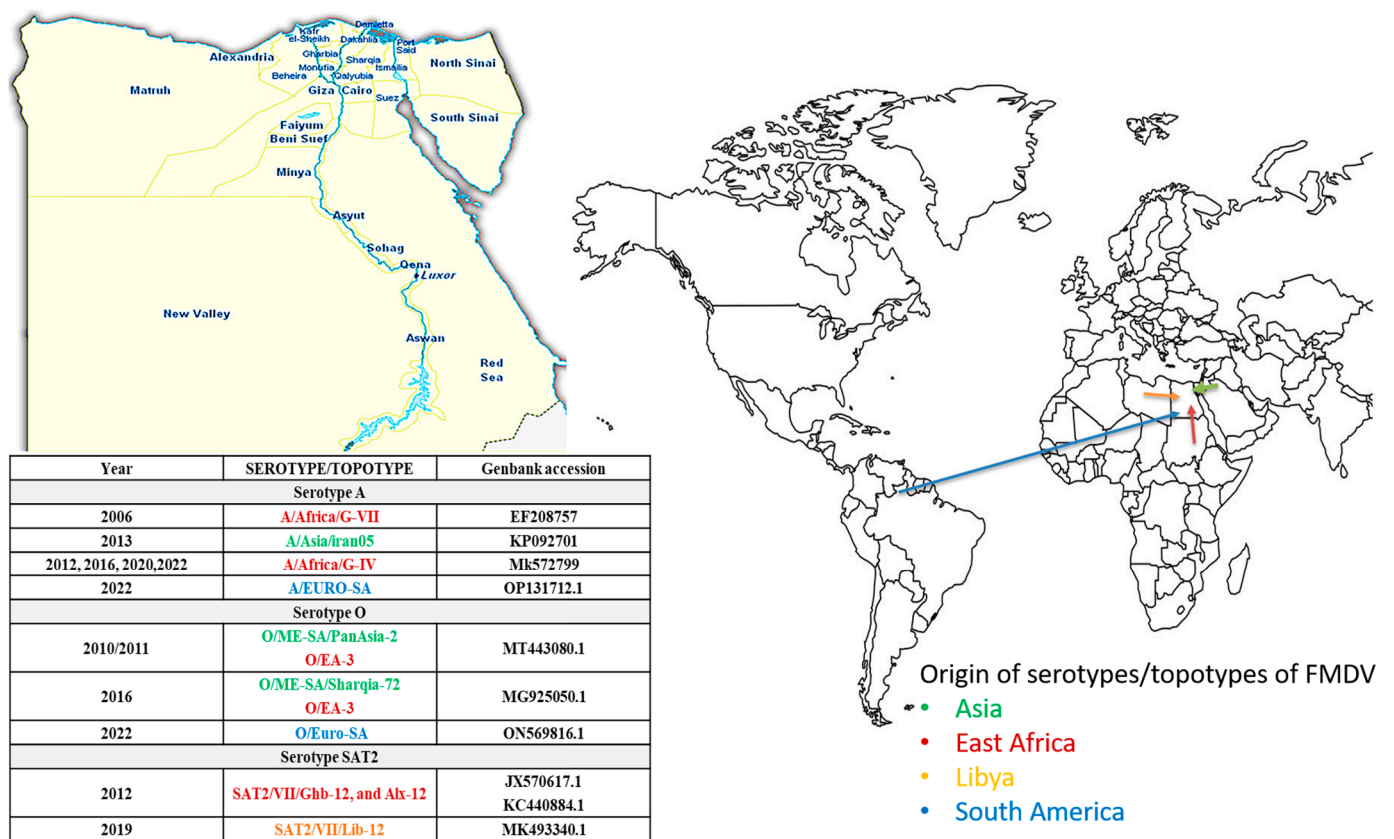 Damietta
Kafr
el-Sheikh
Dakahlia
Port
Said
Alexandria
Gharbia
Sharqia
North Sinai
Monufia
Ismailia
Beheira
Qalyubia
Matruh
Giza
Cairo
Suez
South Sinai
Faiyum
Beni Suef
Minya
Asyut
Sohag
Qena
Luxor
New Valley
Aswan
Red
Sea
Year SEROTYPE/TOPOTYPE Genbank accession
Serotype A
2006 A/Africa/G-VII EF208757
2013 A/Asia/iran05 KP092701
2012, 2016, 2020,2022 A/Africa/G-IV Mk572799
2022 A/EURO-SA OP131712.1
Serotype O
2010/2011 O/ME-SA/PanAsia-2 MT443080.1
O/EA-3
2016 O/ME-SA/Sharqia-72 MG925050.1
O/EA-3
2022 O/Euro-SA ON569816.1
Serotype SAT2
2012 SAT2/VII/Ghb-12, and Alx-12 JX570617.1
KC440884.1
2019 SAT2/VII/Lib-12 MK493340.1
Origin of serotypes/topotypes of FMDV
• Asia
• East Africa
• Libya
• South America